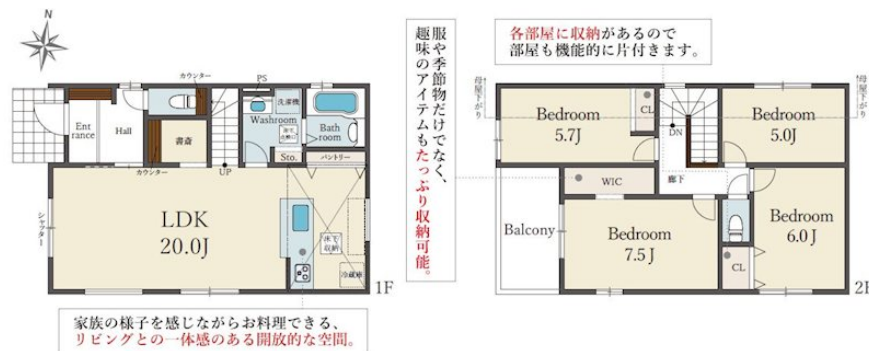 N
カウンター
PS
Ent
rance
Hall
書斎
カウンター
UP
洗濯機
Washroom
Bath
room
Sto.
パントリー
シャッター
LDK
20.0J
床下
収納
冷蔵庫
1F
家族の様子を感じながらお料理できる、
リビングとの一体感のある開放的な空間。
服や季節物だけでなく、
趣味のアイテムもたっぷり収納可能。
各部屋に収納があるので
部屋も機能的に片付きます。
母屋下がり
Bedroom
5.7J
CL
DN
Bedroom
5.0J
母屋下がり
WIC
廊下
Balcony
Bedroom
7.5J
CL
Bedroom
6.0J
2F